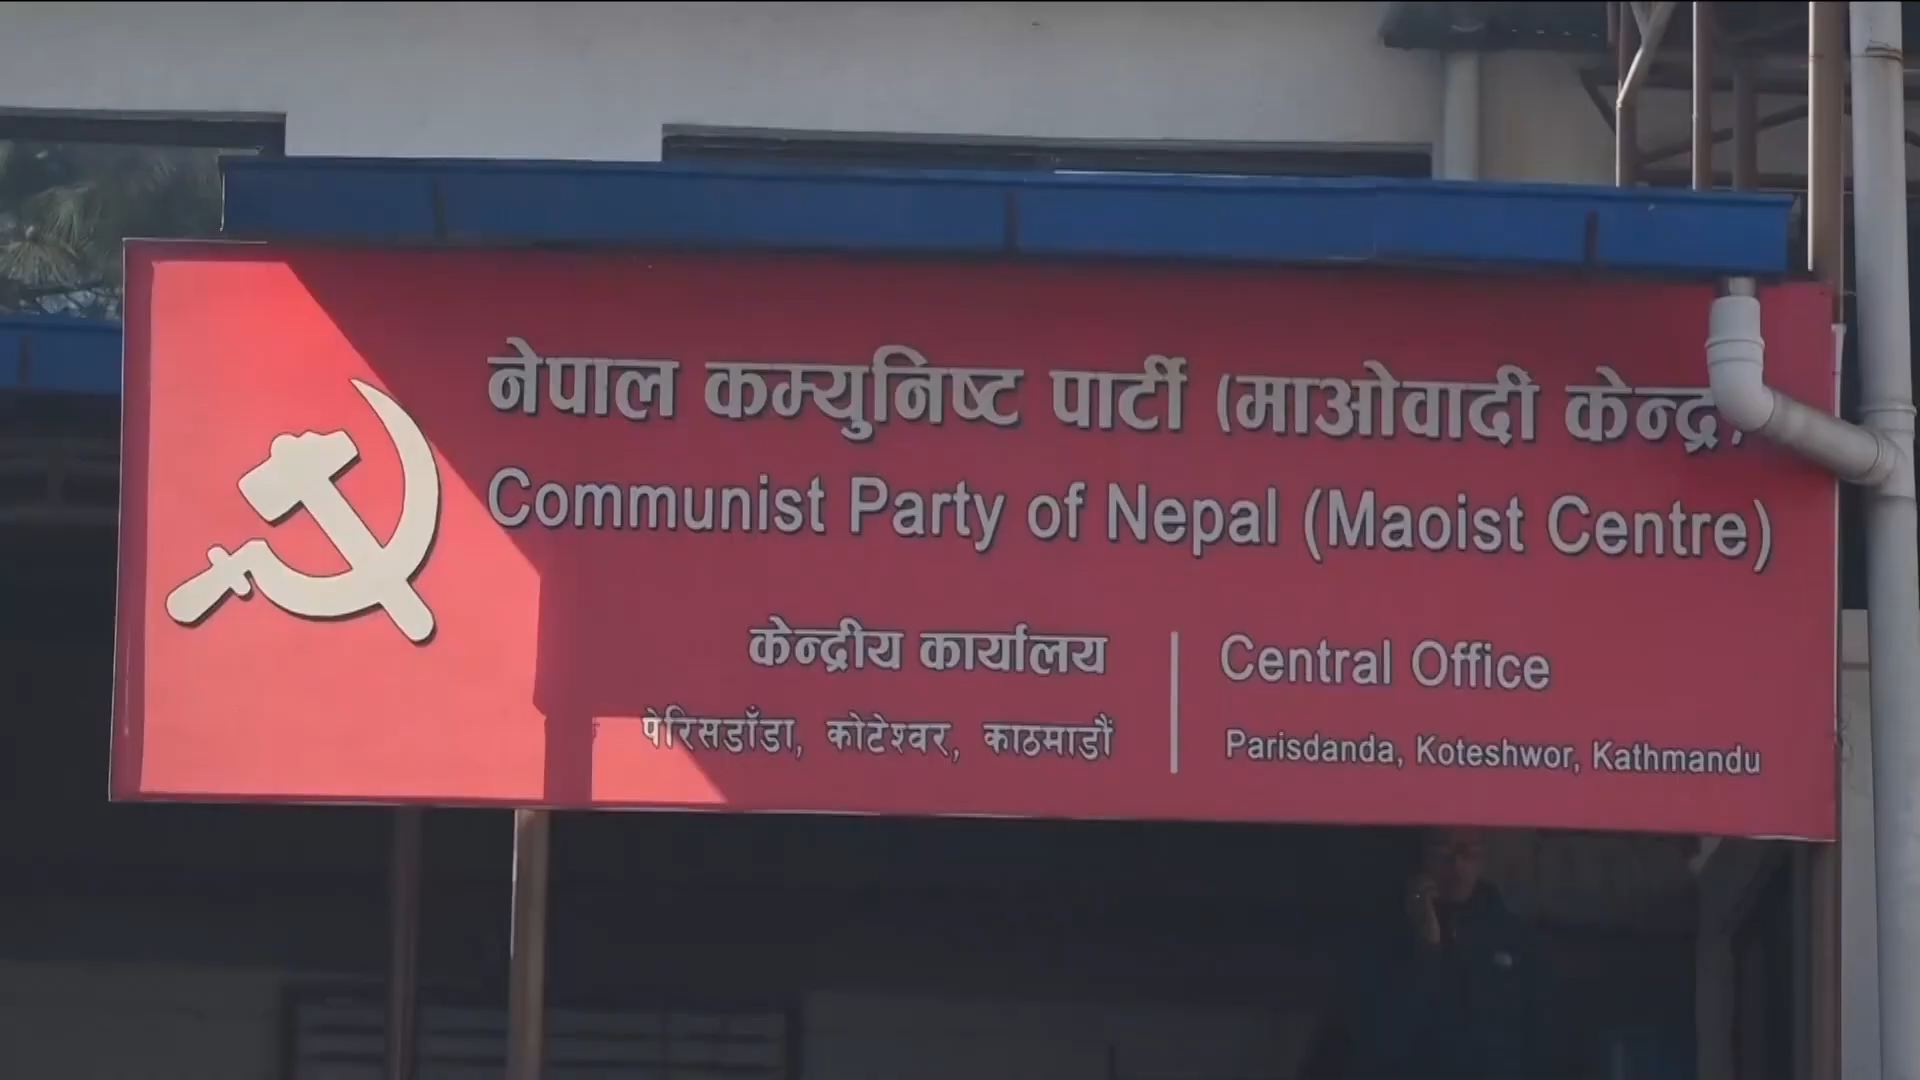 नेपाल कम्युनिष्ट पार्टी (माओवादी केन्द्र)
Communist Party of Nepal (Maoist Centre)
केन्द्रीय कार्यालय
पेरिसडाँडा, कोटेश्वर, काठमाडौं
Central Office
Parisdanda, Koteshwor, Kathmandu